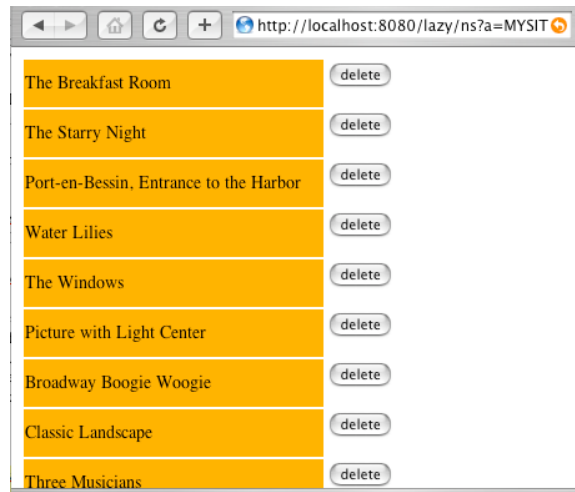 http://localhost:8080/lazy/ns?a=MYSIT
The Breakfast Room delete
The Starry Night delete
Port-en-Bessin, Entrance to the Harbor delete
Water Lilies delete
The Windows delete
Picture with Light Center delete
Broadway Boogie Woogie delete
Classic Landscape delete
Three Musicians delete